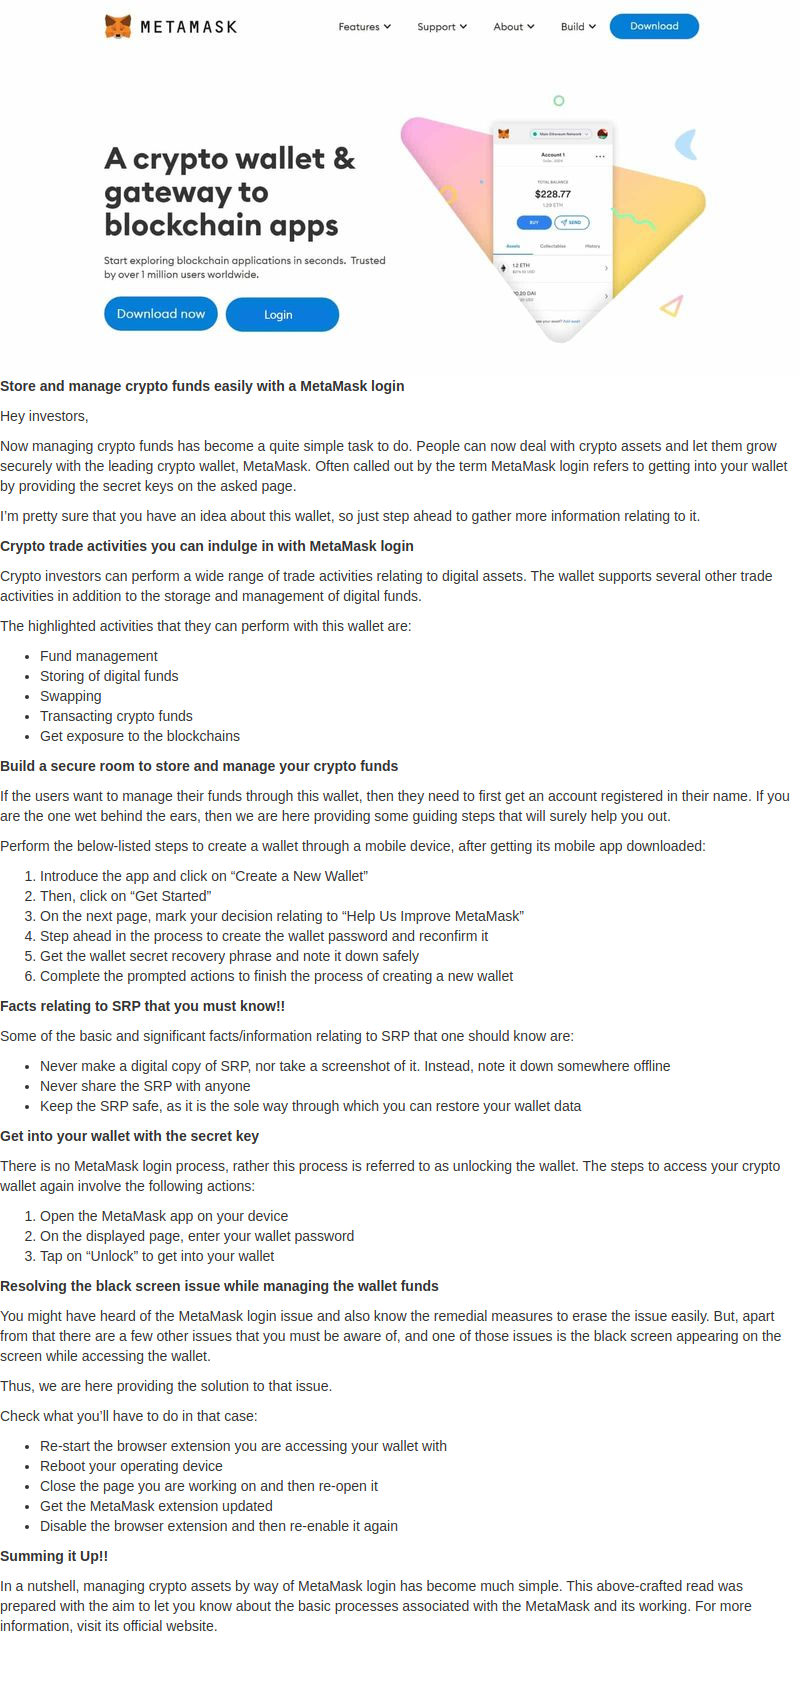 METAMASK
Features Support About Build Download
Main Ethereum Network
Account 1
TOTAL BALANCE
$228.77
1.29 ETH
BUY SEND
Assets Collectables History
1.2 ETH
20 DAI
A crypto wallet &
gateway to
blockchain apps
Start exploring blockchain applications in seconds. Trusted
by over 1 million users worldwide.
Download now Login
Store and manage crypto funds easily with a MetaMask login
Hey investors,
Now managing crypto funds has become a quite simple task to do. People can now deal with crypto assets and let them grow
securely with the leading crypto wallet, MetaMask. Often called out by the term MetaMask login refers to getting into your wallet
by providing the secret keys on the asked page.
I’m pretty sure that you have an idea about this wallet, so just step ahead to gather more information relating to it.
Crypto trade activities you can indulge in with MetaMask login
Crypto investors can perform a wide range of trade activities relating to digital assets. The wallet supports several other trade
activities in addition to the storage and management of digital funds.
The highlighted activities that they can perform with this wallet are:
• Fund management
• Storing of digital funds
• Swapping
• Transacting crypto funds
• Get exposure to the blockchains
Build a secure room to store and manage your crypto funds
If the users want to manage their funds through this wallet, then they need to first get an account registered in their name. If you
are the one wet behind the ears, then we are here providing some guiding steps that will surely help you out.
Perform the below-listed steps to create a wallet through a mobile device, after getting its mobile app downloaded:
1. Introduce the app and click on “Create a New Wallet”
2. Then, click on “Get Started”
3. On the next page, mark your decision relating to “Help Us Improve MetaMask”
4. Step ahead in the process to create the wallet password and reconfirm it
5. Get the wallet secret recovery phrase and note it down safely
6. Complete the prompted actions to finish the process of creating a new wallet
Facts relating to SRP that you must know!!
Some of the basic and significant facts/information relating to SRP that one should know are:
• Never make a digital copy of SRP, nor take a screenshot of it. Instead, note it down somewhere offline
• Never share the SRP with anyone
• Keep the SRP safe, as it is the sole way through which you can restore your wallet data
Get into your wallet with the secret key
There is no MetaMask login process, rather this process is referred to as unlocking the wallet. The steps to access your crypto
wallet again involve the following actions:
1. Open the MetaMask app on your device
2. On the displayed page, enter your wallet password
3. Tap on “Unlock” to get into your wallet
Resolving the black screen issue while managing the wallet funds
You might have heard of the MetaMask login issue and also know the remedial measures to erase the issue easily. But, apart
from that there are a few other issues that you must be aware of, and one of those issues is the black screen appearing on the
screen while accessing the wallet.
Thus, we are here providing the solution to that issue.
Check what you’ll have to do in that case:
• Re-start the browser extension you are accessing your wallet with
• Reboot your operating device
• Close the page you are working on and then re-open it
• Get the MetaMask extension updated
• Disable the browser extension and then re-enable it again
Summing it Up!!
In a nutshell, managing crypto assets by way of MetaMask login has become much simple. This above-crafted read was
prepared with the aim to let you know about the basic processes associated with the MetaMask and its working. For more
information, visit its official website.